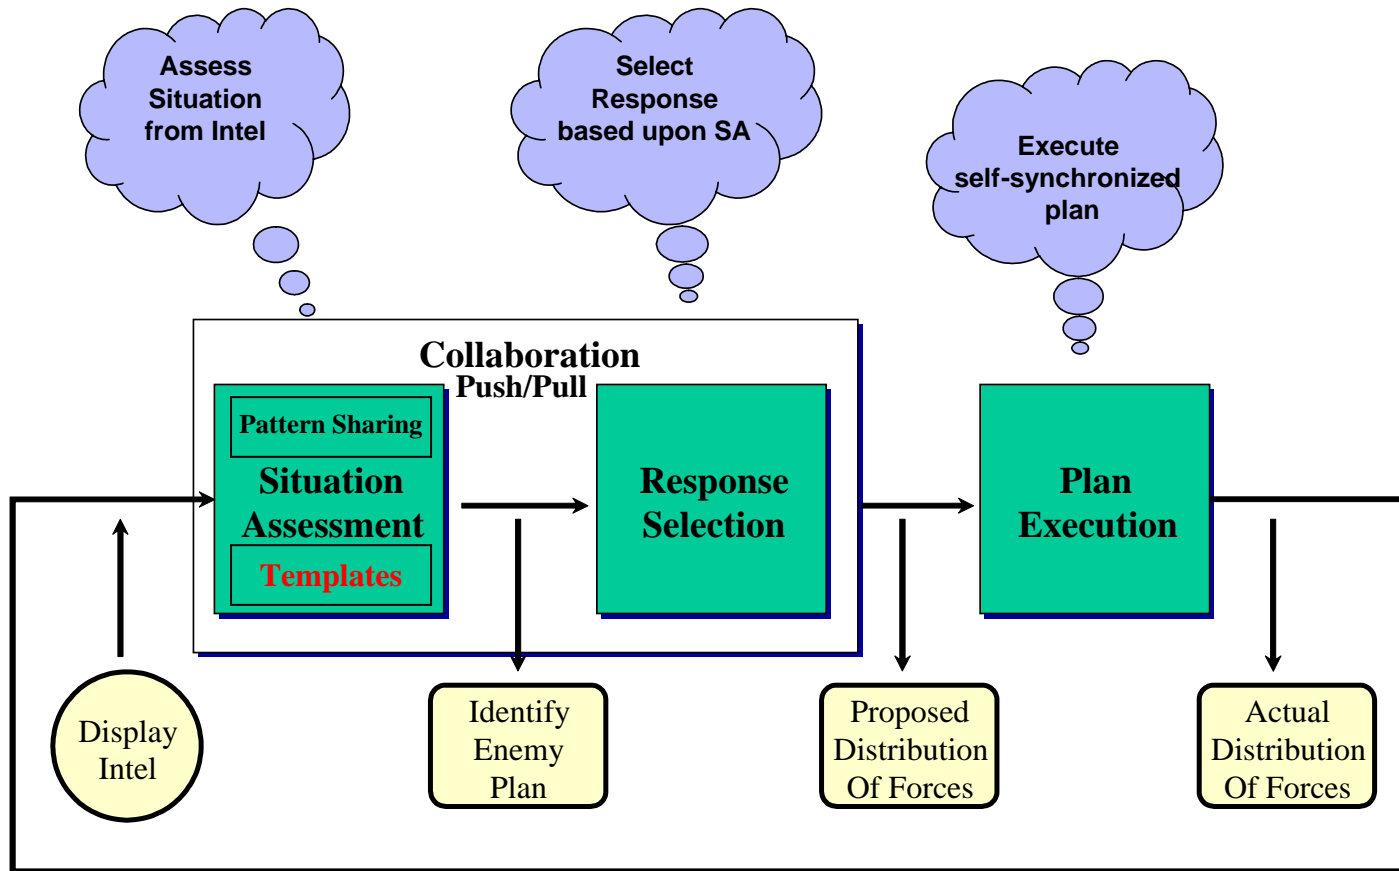 Assess
Situation
from Intel
Select
Response
based upon SA
Execute
self-synchronized
plan
Collaboration
Push/Pull
Pattern Sharing
Situation
Assessment
Templates
Response
Selection
Plan
Execution
Display
Intel
Identify
Enemy
Plan
Proposed
Distribution
Of Forces
Actual
Distribution
Of Forces